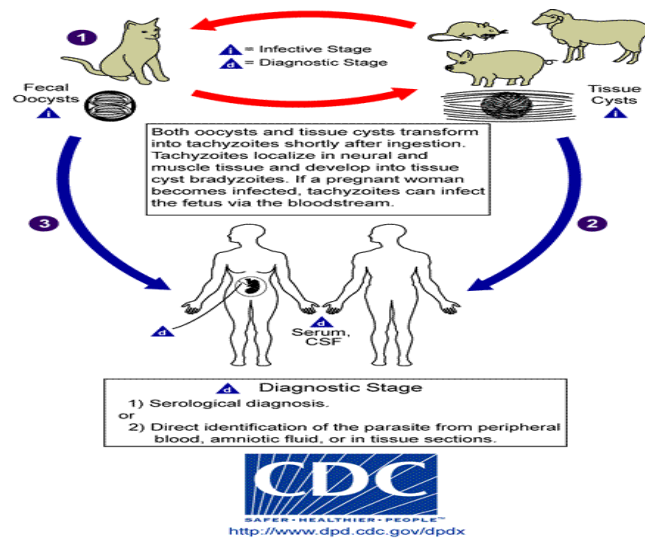 1
i = Infective Stage
d = Diagnostic Stage
Fecal
Oocysts
i
Tissue
Cysts
i
Both oocysts and tissue cysts transform
into tachyzoites shortly after ingestion.
Tachyzoites localize in neural and
muscle tissue and develop into tissue
cyst bradyzoites. If a pregnant woman
becomes infected, tachyzoites can infect
the fetus via the bloodstream.
3
2
d
d
Serum,
CSF
d Diagnostic Stage
1) Serological diagnosis.
or
2) Direct identification of the parasite from peripheral
blood, amniotic fluid, or in tissue sections.
CDC
SAFER • HEALTHIER • PEOPLE™
http://www.dpd.cdc.gov/dpdx